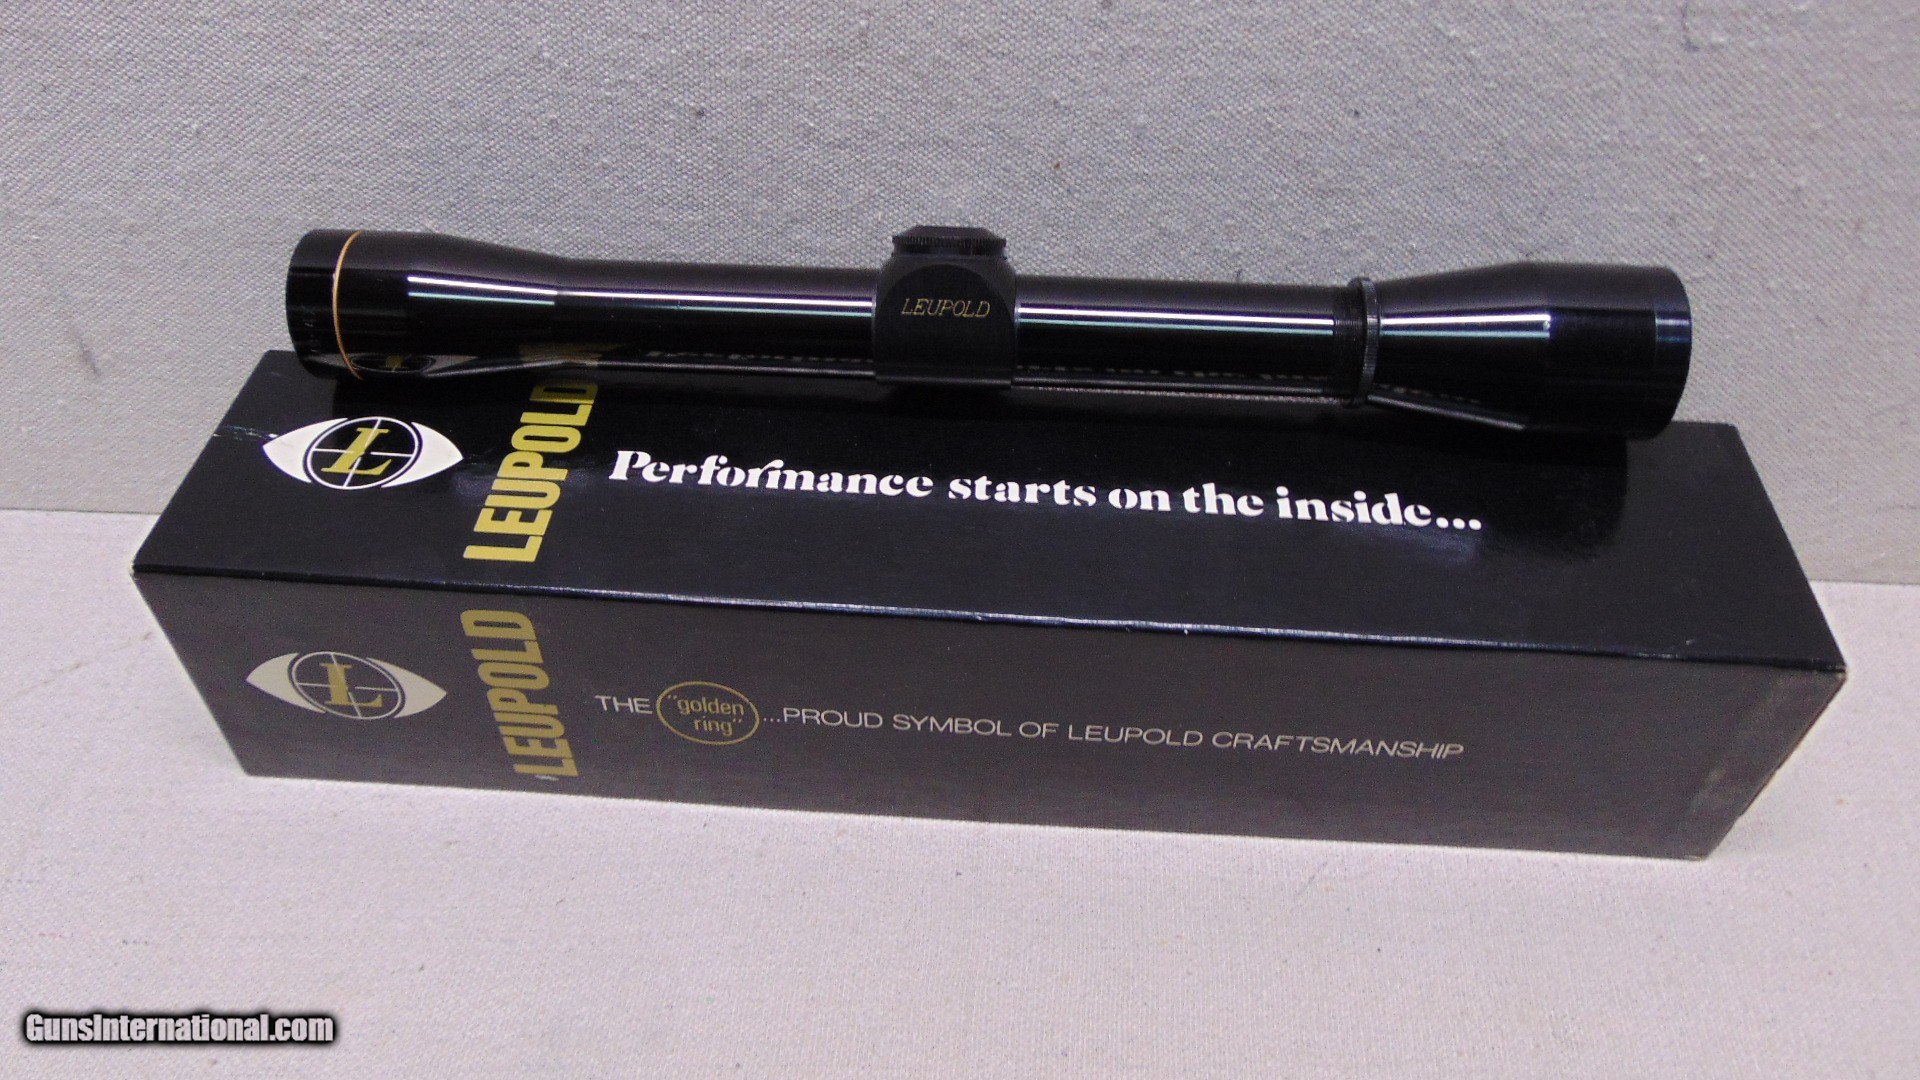 LEUPOLD
L
LEUPOLD
Performance starts on the inside...
L
LEUPOLD
THE "golden ring" ...PROUD SYMBOL OF LEUPOLD CRAFTSMANSHIP
GunsInternational.com